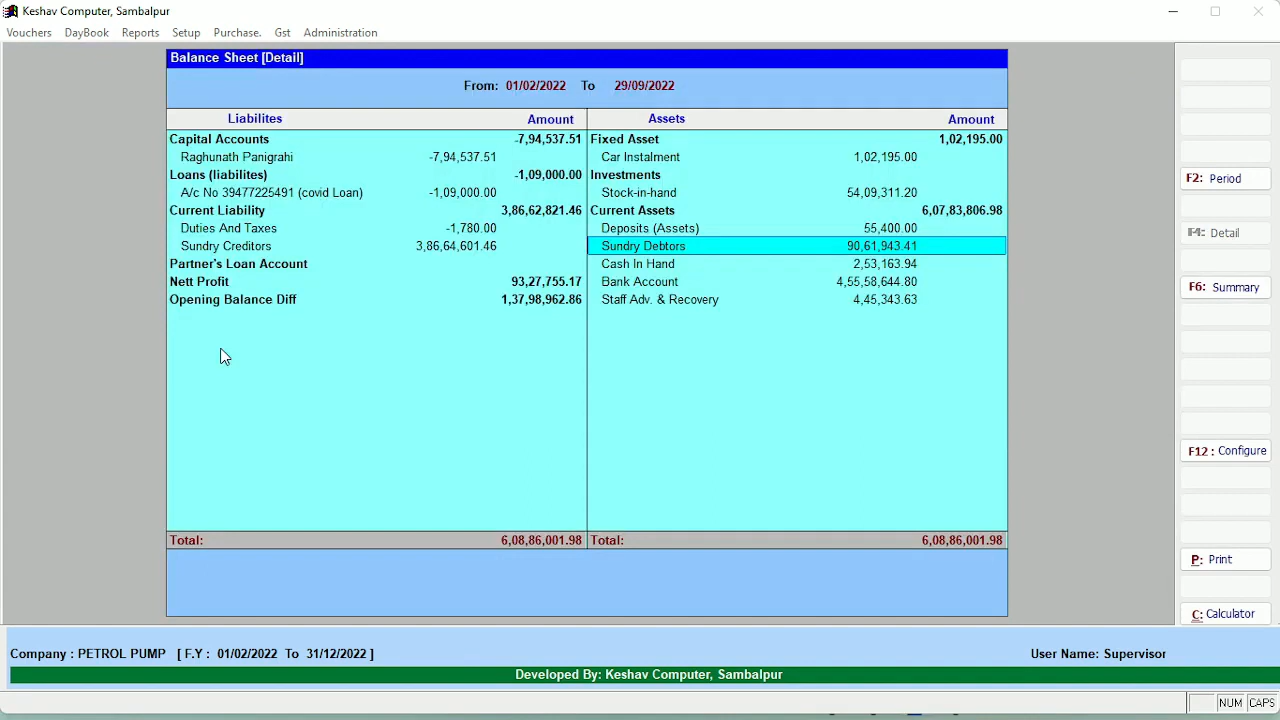 Keshav Computer, Sambalpur
Vouchers DayBook Reports Setup Purchase. Gst Administration
Balance Sheet [Detail]
From: 01/02/2022 To 29/09/2022
Liabilites Amount Assets Amount
Capital Accounts -7,94,537.51 Fixed Asset 1,02,195.00
Raghunath Panigrahi -7,94,537.51 Car Instalment 1,02,195.00
Loans (liabilites) -1,09,000.00 Investments
A/c No 39477225491 (covid Loan) -1,09,000.00 Stock-in-hand 54,09,311.20
Current Liability 3,86,62,821.46 Current Assets 6,07,83,806.98
Duties And Taxes -1,780.00 Deposits (Assets) 55,400.00
Sundry Creditors 3,86,64,601.46 Sundry Debtors 90,61,943.41
Partner's Loan Account Cash In Hand 2,53,163.94
Nett Profit 93,27,755.17 Bank Account 4,55,58,644.80
Opening Balance Diff 1,37,98,962.86 Staff Adv. & Recovery 4,45,343.63
Total: 6,08,86,001.98 Total: 6,08,86,001.98
F2: Period
F4: Detail
F6: Summary
F12 : Configure
P: Print
C: Calculator
Company : PETROL PUMP [ F.Y : 01/02/2022 To 31/12/2022 ] User Name: Supervisor
Developed By: Keshav Computer, Sambalpur
NUM CAPS